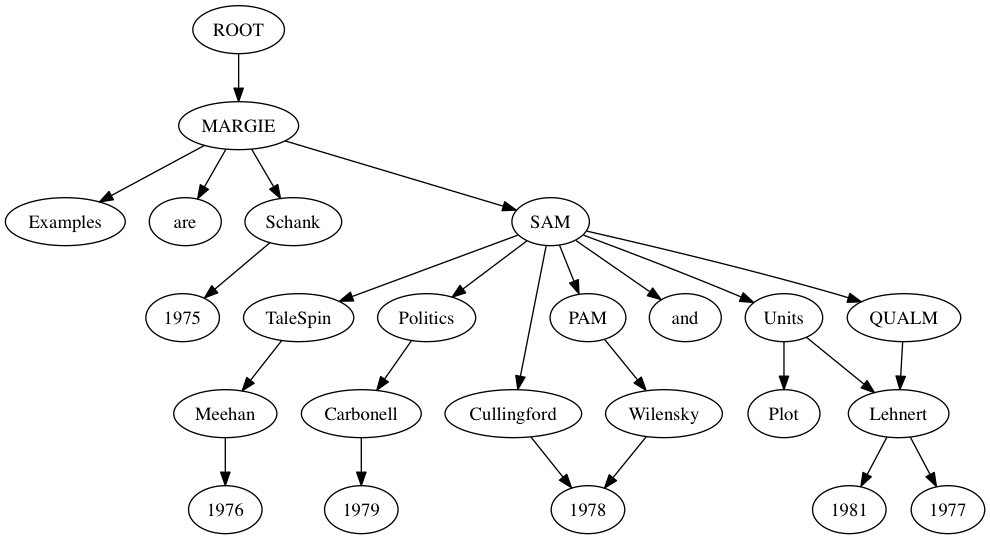 ROOT
MARGIE
Examples are Schank SAM
1975 TaleSpin Politics PAM and Units QUALM
Meehan Carbonell Cullingford Wilensky Plot Lehnert
1976 1979 1978 1981 1977